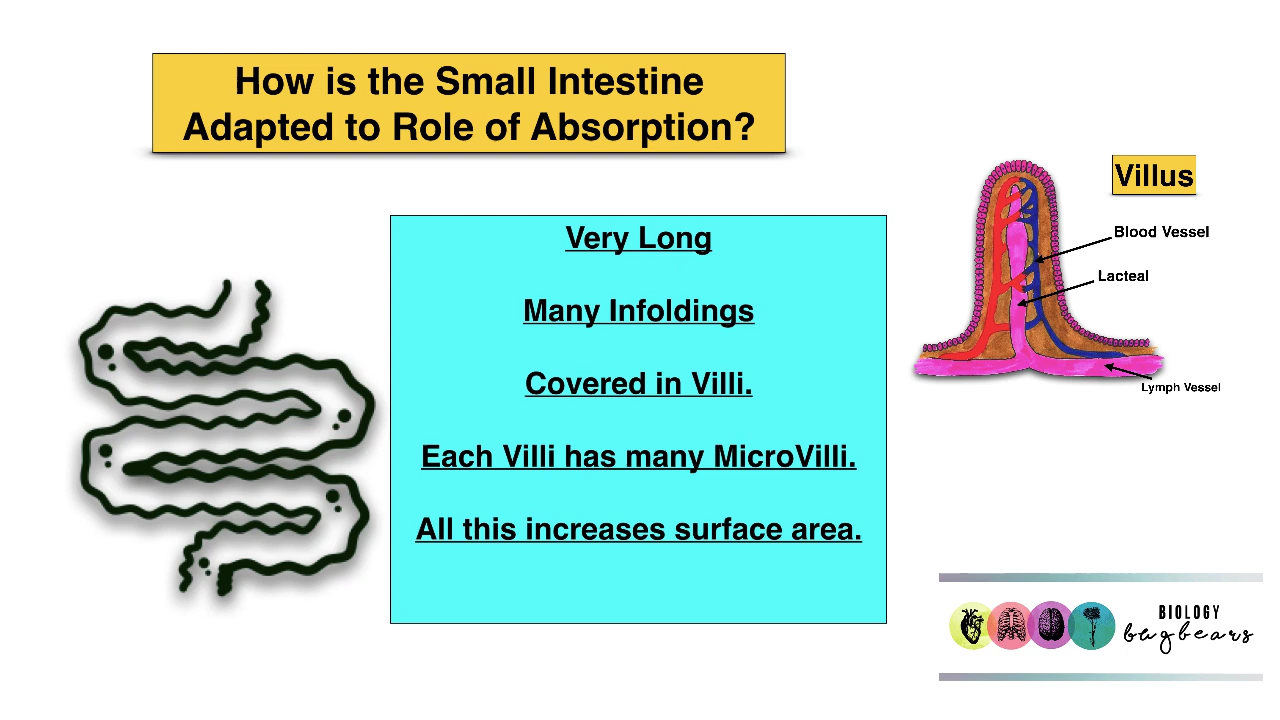 How is the Small Intestine
Adapted to Role of Absorption?
Villus
Very Long
Blood Vessel
Many Infoldings
Lacteal
Covered in Villi.
Lymph Vessel
Each Villi has many MicroVilli.
All this increases surface area.
BIOLOGY
bugbears